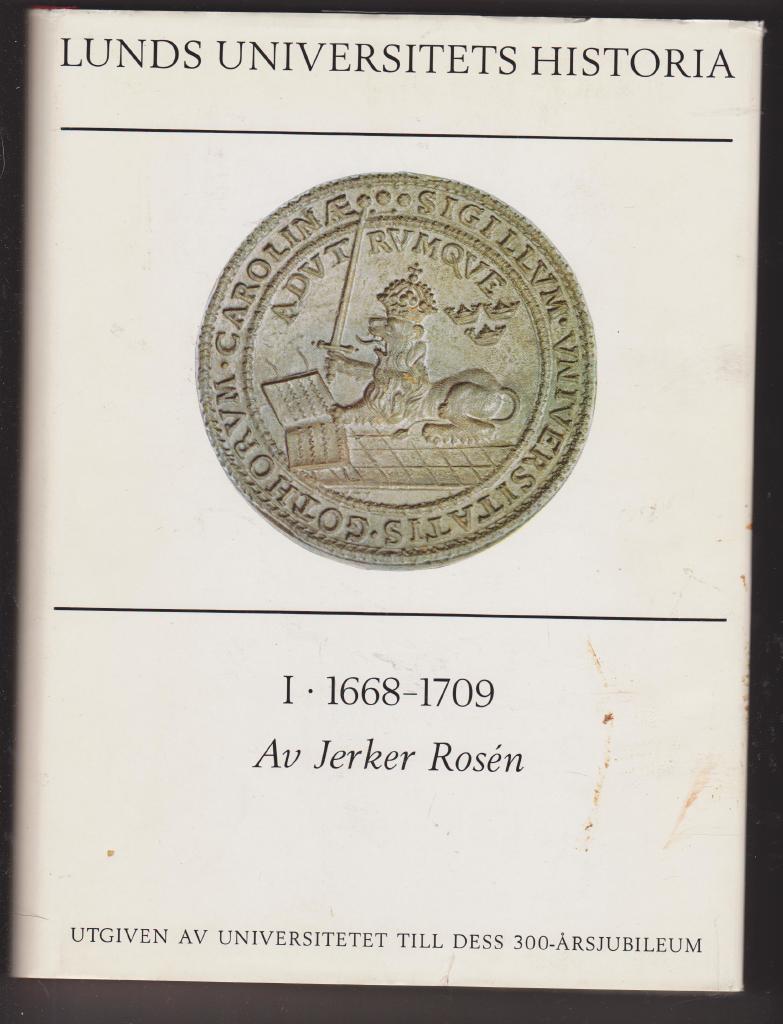 LUNDS UNIVERSITETS HISTORIA
SIGILLVM · VNIVERSITATIS · GOTHORVM · CAROLINÆ
ADVTRVMQVE
I · 1668–1709
Av Jerker Rosén
UTGIVEN AV UNIVERSITETET TILL DESS 300-ÅRSJUBILEUM